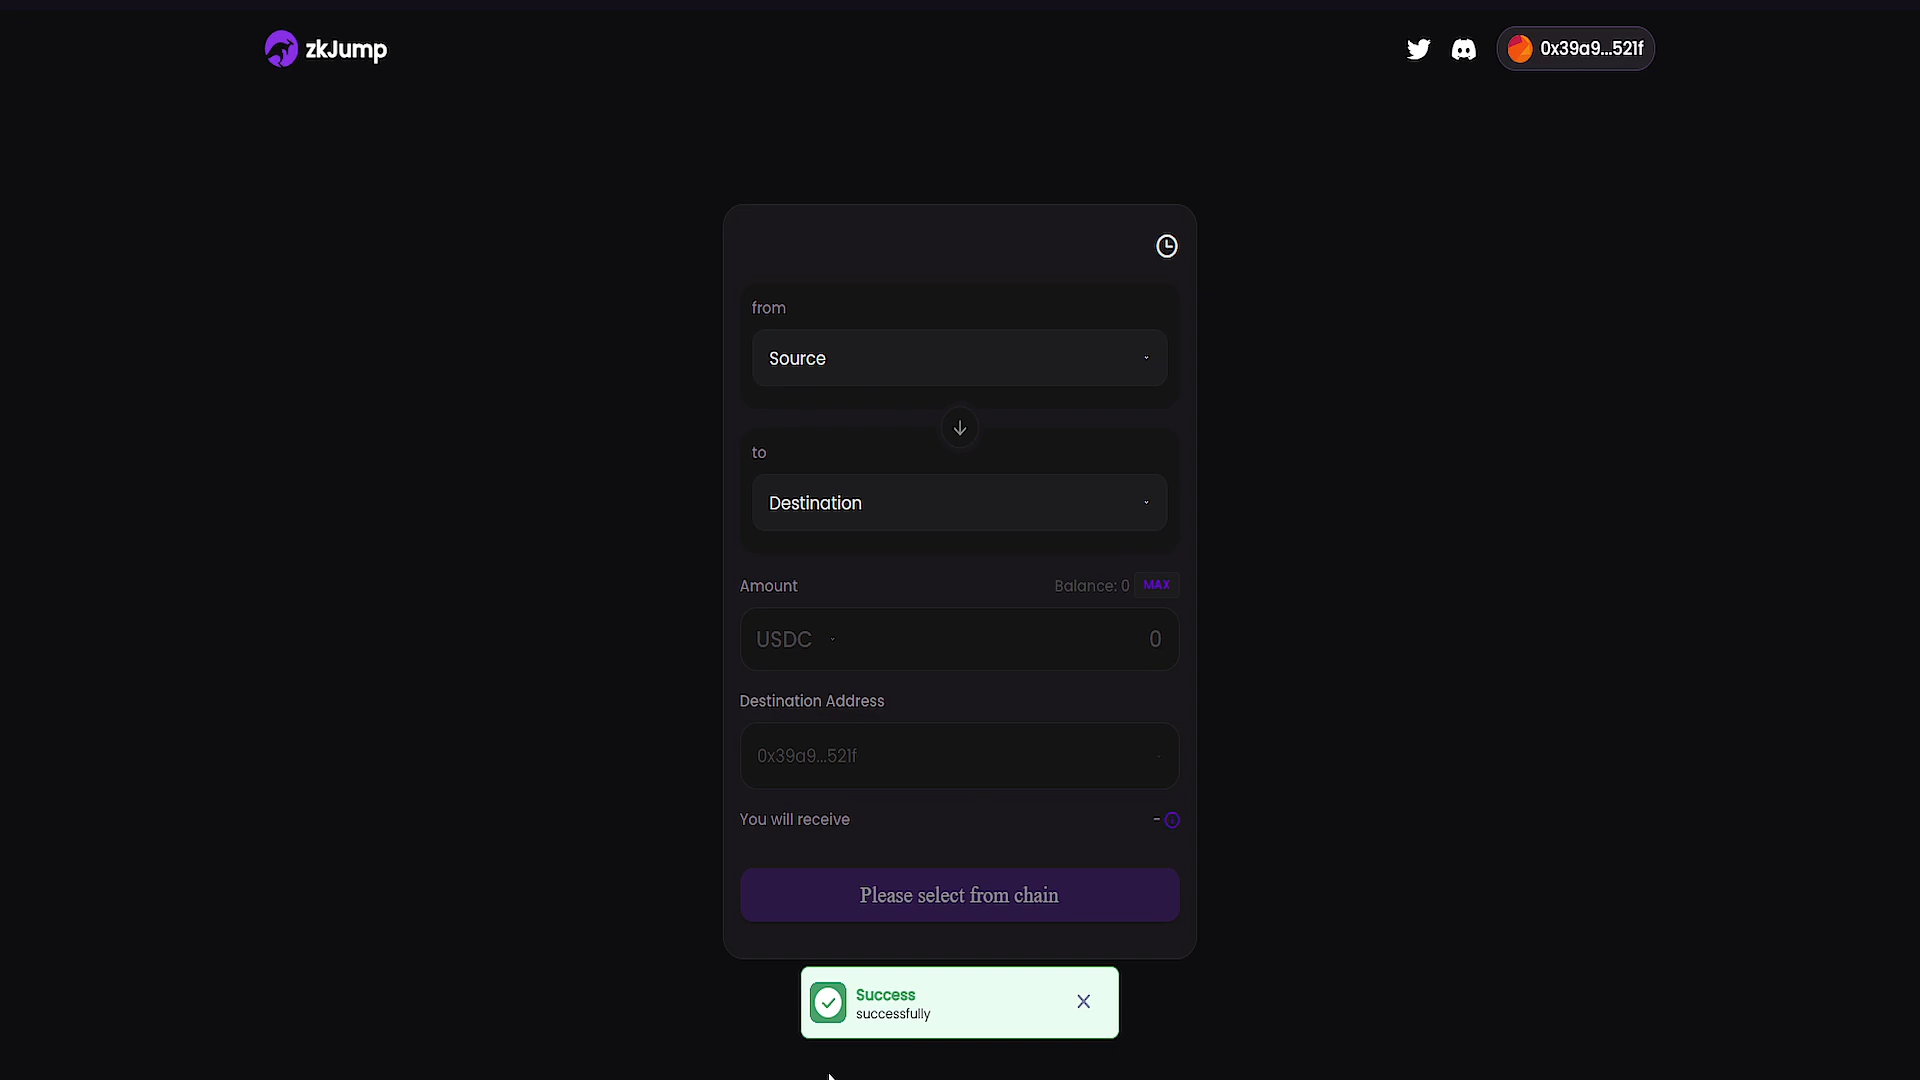 zkJump
0x39a9...521f
from
Source
to
Destination
Amount
Balance: 0 MAX
USDC
0
Destination Address
0x39a9...521f
You will receive
-
Please select from chain
Success
successfully